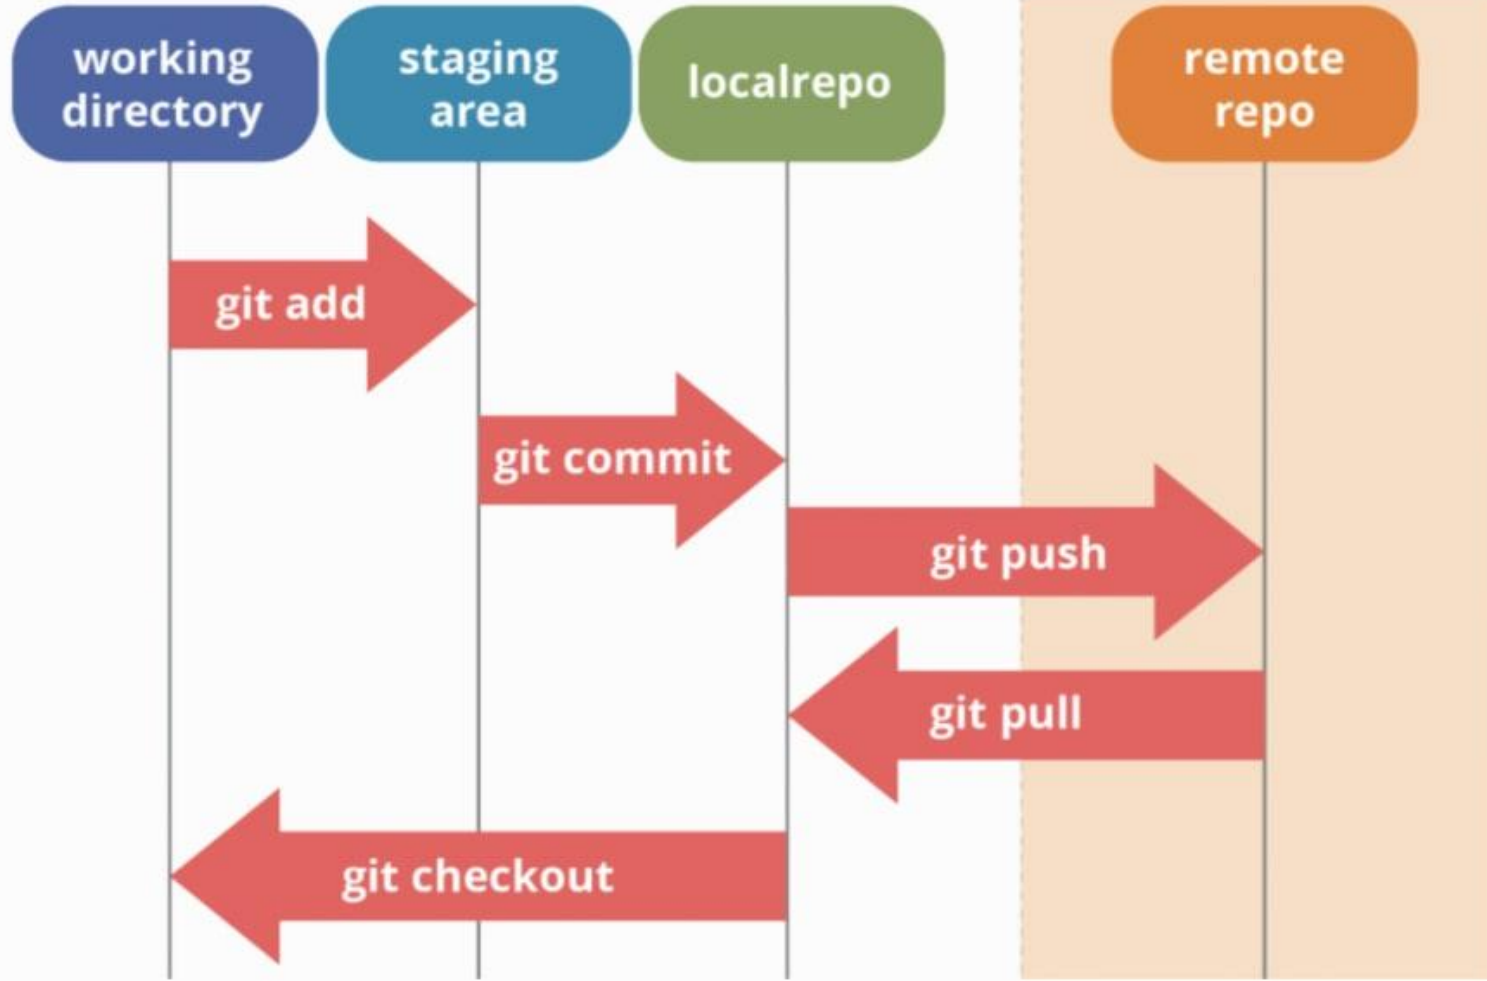 working
directory
staging
area
localrepo
remote
repo
git add
git commit
git push
git pull
git checkout